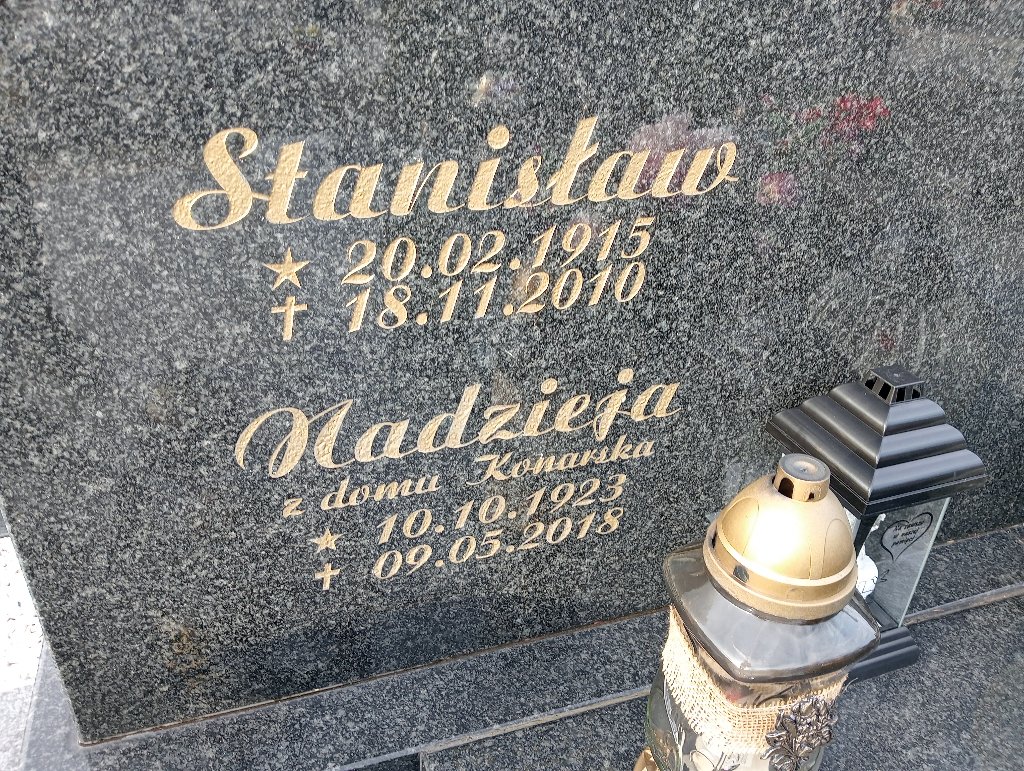 Stanisław
★ 20.02.1915
✝ 18.11.2010
Nadzieja
z domu Konarska
★ 10.10.1923
✝ 09.05.2018